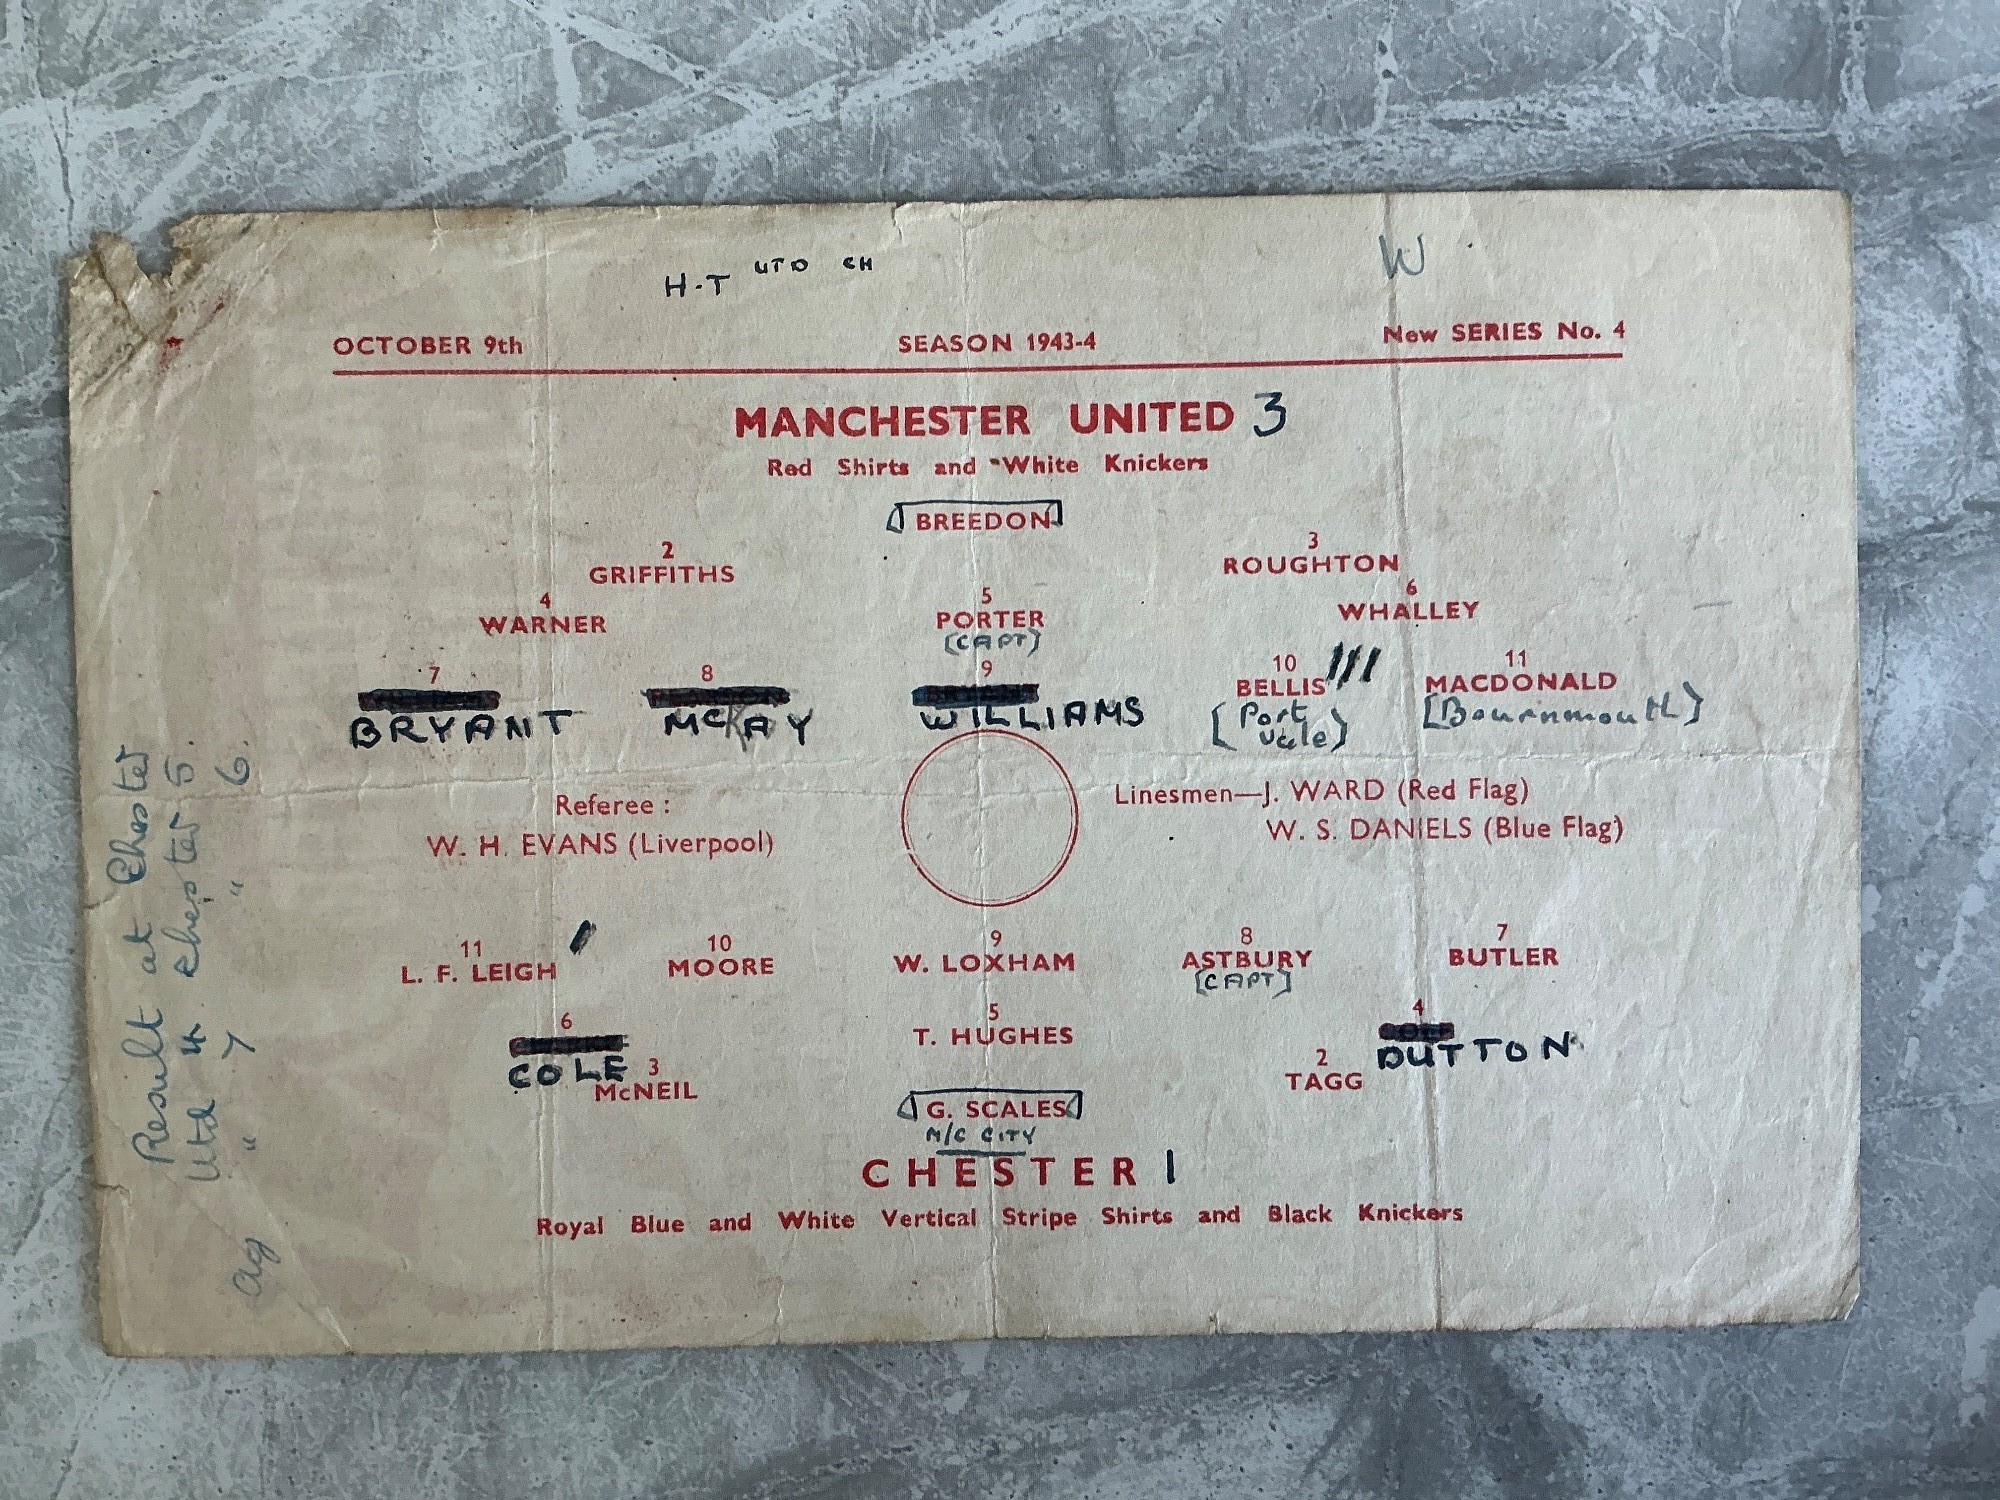 H-T UTD CH
W
OCTOBER 9th SEASON 1943-4 New SERIES No. 4
MANCHESTER UNITED 3
Red Shirts and White Knickers
BREEDON
2
GRIFFITHS
3
ROUGHTON
4
WARNER
5
PORTER
[CAPT]
6
WHALLEY
7
BRYANT
8
McKAY
9
WILLIAMS
10
BELLIS ///
[Port
Vale]
11
MACDONALD
[Bournmouth]
Referee :
W. H. EVANS (Liverpool)
Linesmen—J. WARD (Red Flag)
W. S. DANIELS (Blue Flag)
11
L. F. LEIGH /
10
MOORE
9
W. LOXHAM
8
ASTBURY
[CAPT]
7
BUTLER
6
COLE
5
T. HUGHES
4
DUTTON
3
McNEIL
2
TAGG
G. SCALES
M/C CITY
CHESTER 1
Royal Blue and White Vertical Stripe Shirts and Black Knickers
Result at Chester
Utd 4 Chester 5.
Ag " 7 " 6.